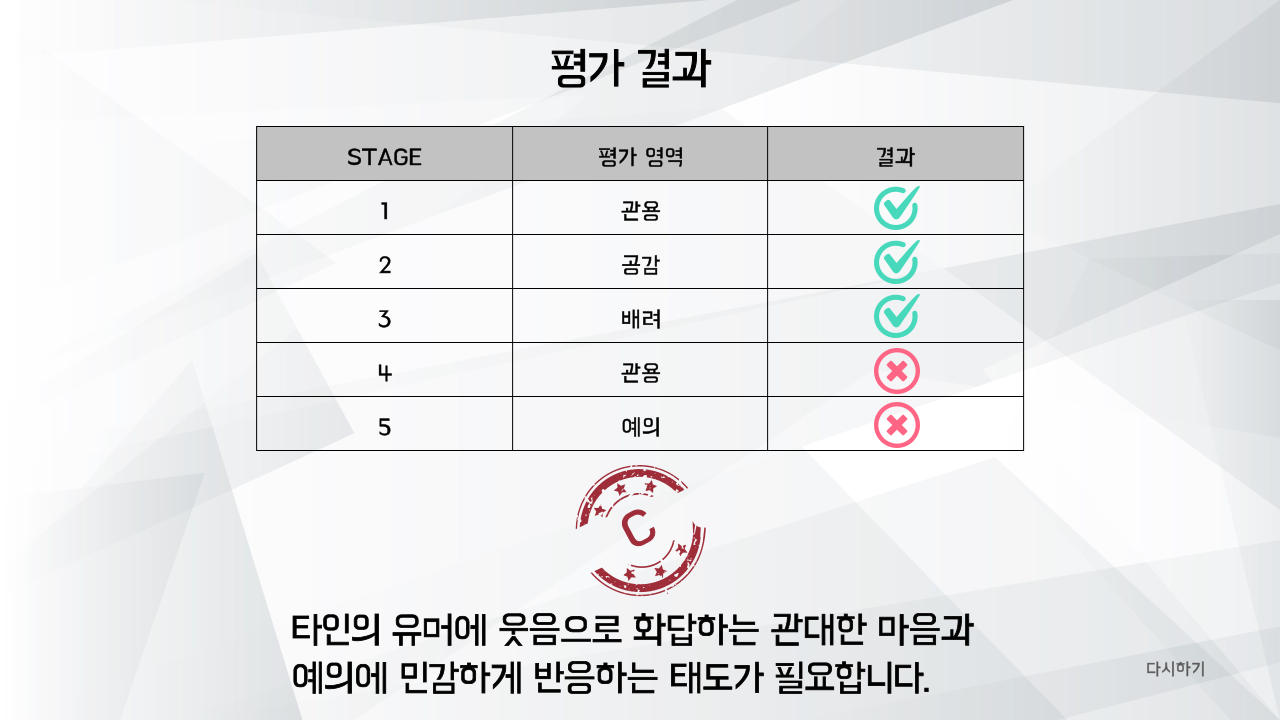 평가 결과
STAGE 평가 영역 결과
1 관용
2 공감
3 배려
4 관용
5 예의
C
타인의 유머에 웃음으로 화답하는 관대한 마음과
예의에 민감하게 반응하는 태도가 필요합니다.
다시하기